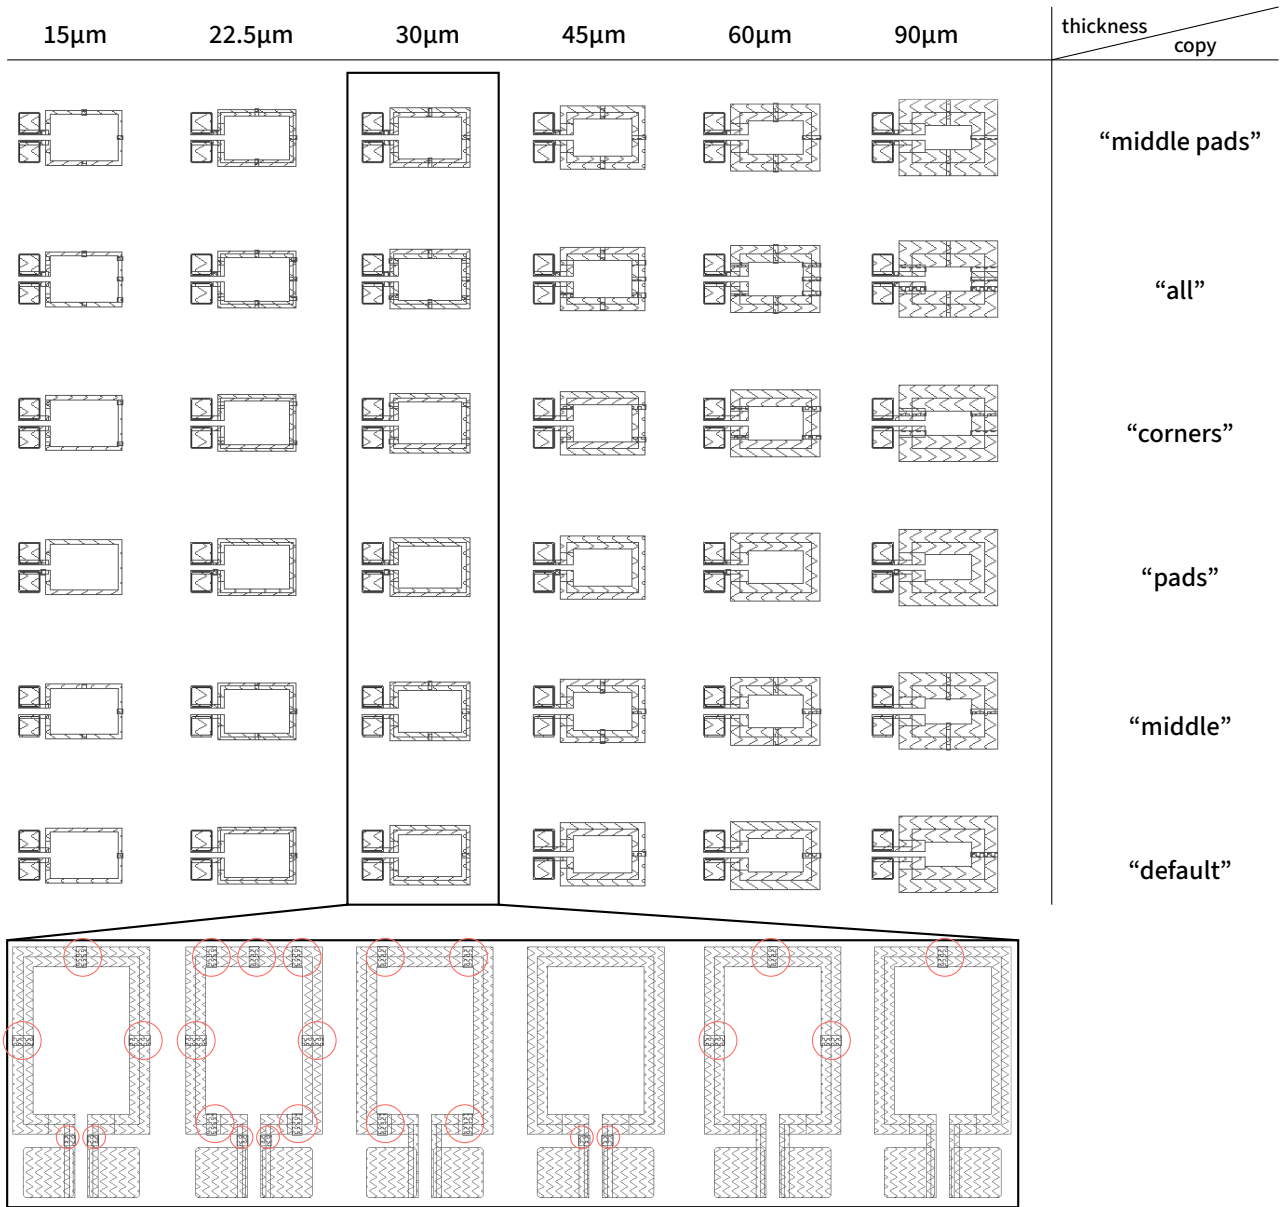 15μm 22.5μm 30μm 45μm 60μm 90μm thickness
copy
“middle pads”
“all”
“corners”
“pads”
“middle”
“default”